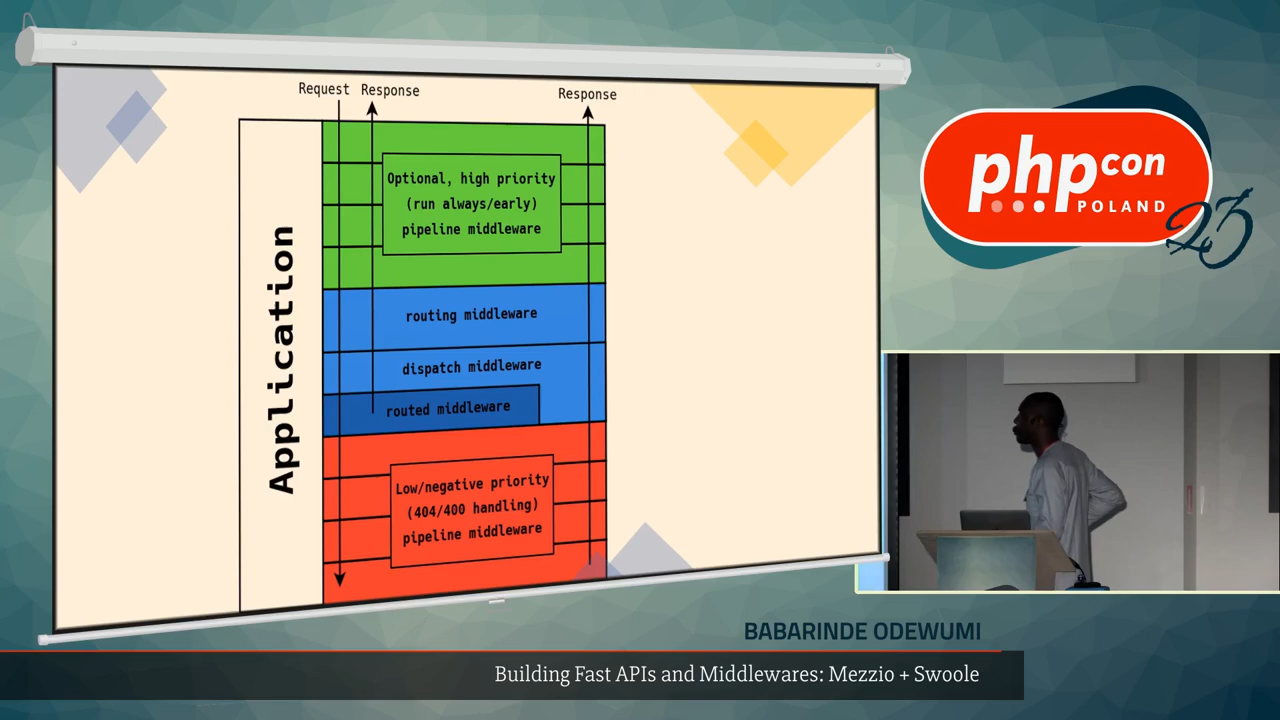 Request Response
Response
Application
Optional, high priority
(run always/early)
pipeline middleware
routing middleware
dispatch middleware
routed middleware
Low/negative priority
(404/400 handling)
pipeline middleware
phpcon
POLAND
23
BABARINDE ODEWUMI
Building Fast APIs and Middlewares: Mezzio + Swoole